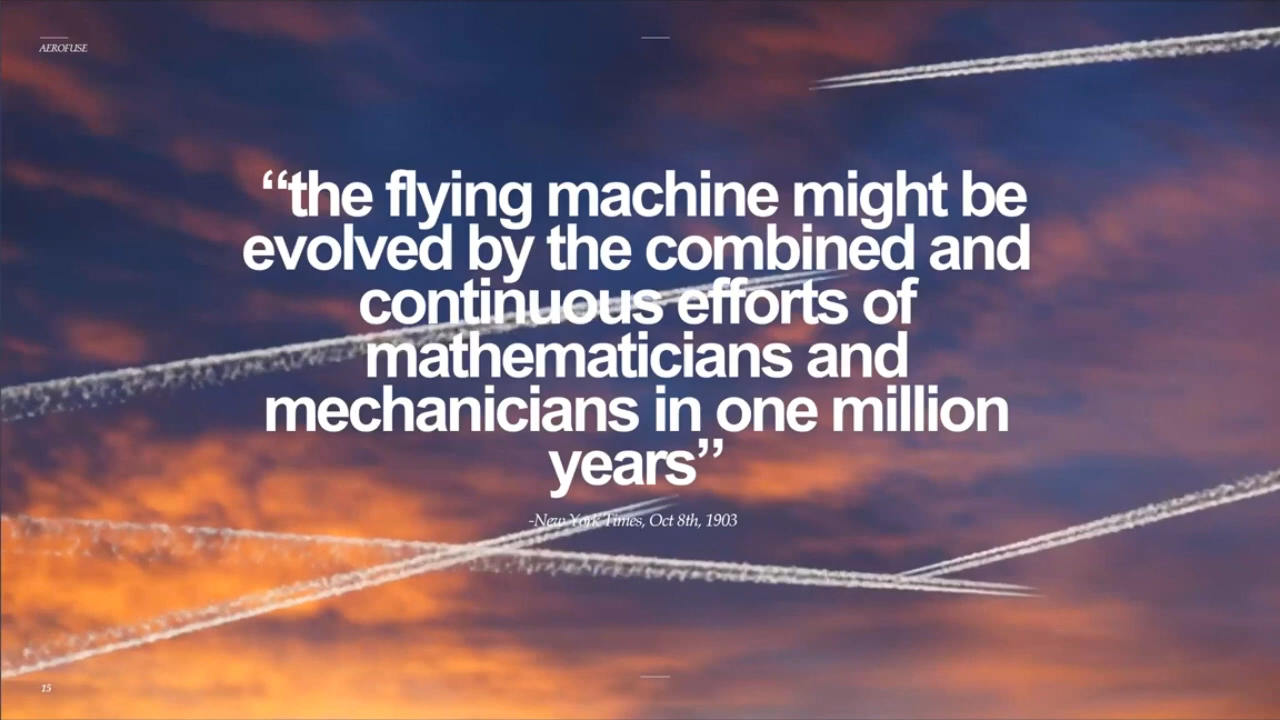 AEROFUSE
“the flying machine might be
evolved by the combined and
continuous efforts of
mathematicians and
mechanicians in one million
years”
-New York Times, Oct 8th, 1903
15